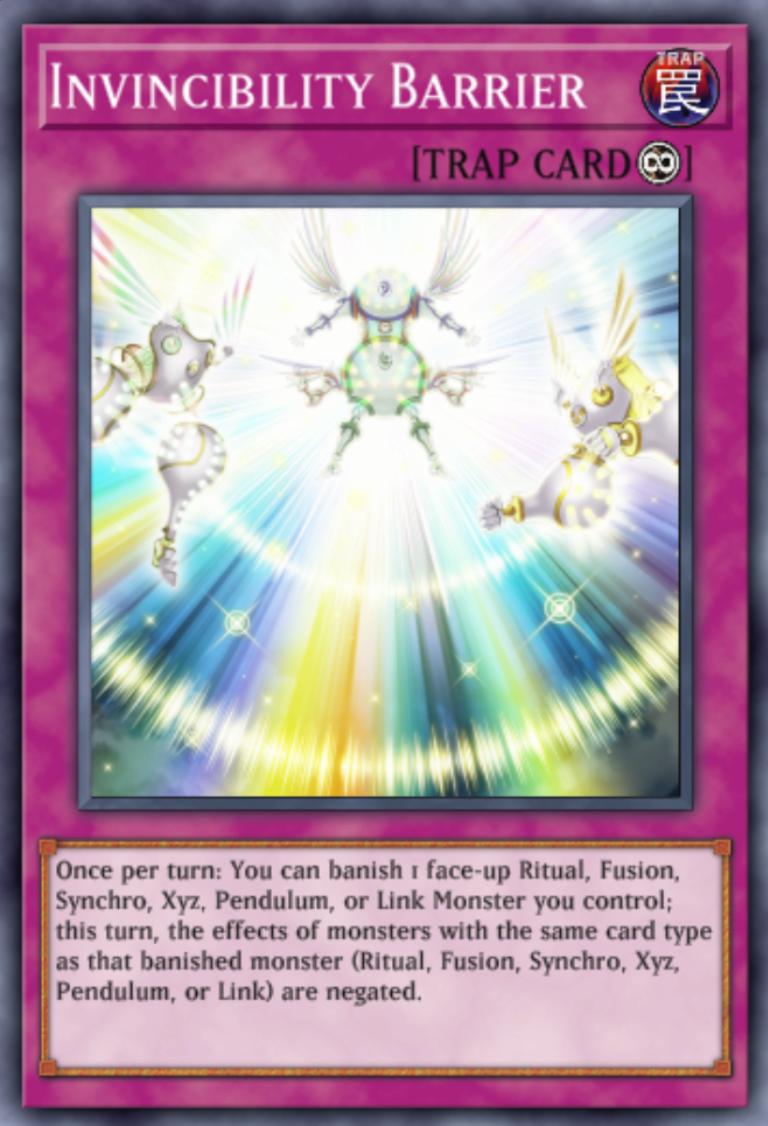 INVINCIBILITY BARRIER
TRAP
罠
[TRAP CARD♾]
Once per turn: You can banish 1 face-up Ritual, Fusion,
Synchro, Xyz, Pendulum, or Link Monster you control;
this turn, the effects of monsters with the same card type
as that banished monster (Ritual, Fusion, Synchro, Xyz,
Pendulum, or Link) are negated.